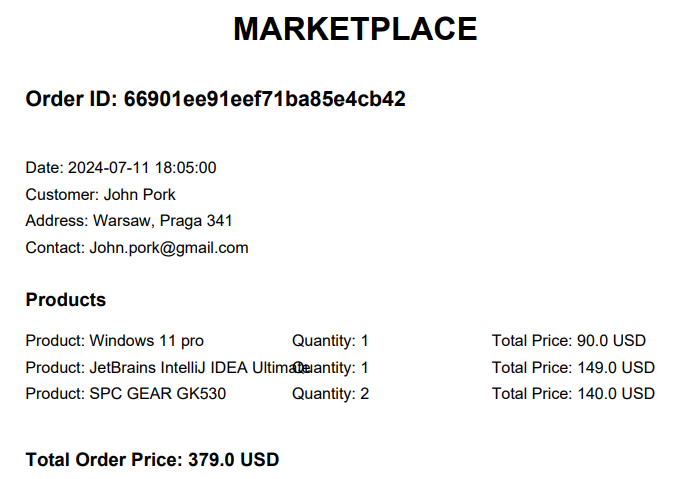 MARKETPLACE
Order ID: 66901ee91eef71ba85e4cb42
Date: 2024-07-11 18:05:00
Customer: John Pork
Address: Warsaw, Praga 341
Contact: John.pork@gmail.com
Products
Product: Windows 11 pro Quantity: 1 Total Price: 90.0 USD
Product: JetBrains IntelliJ IDEA Ultimate Quantity: 1 Total Price: 149.0 USD
Product: SPC GEAR GK530 Quantity: 2 Total Price: 140.0 USD
Total Order Price: 379.0 USD